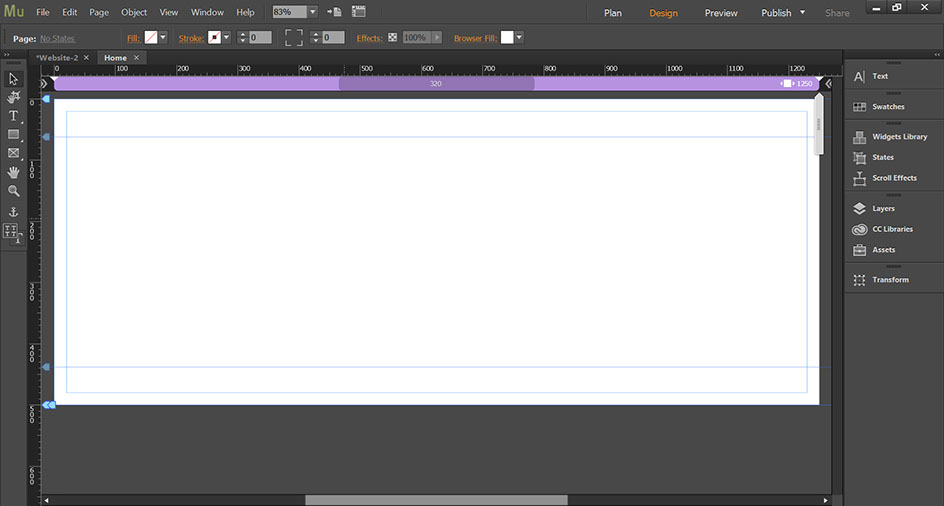 Mu File Edit Page Object View Window Help 83% Plan Design Preview Publish Share
Page: No States Fill: Stroke: 0 0 Effects: 100% Browser Fill:
*Website-2 Home
0 100 200 300 400 500 600 700 800 900 1000 1100 1200
320 1250
0
100
200
300
400
500
600
Text
Swatches
Widgets Library
States
Scroll Effects
Layers
CC Libraries
Assets
Transform